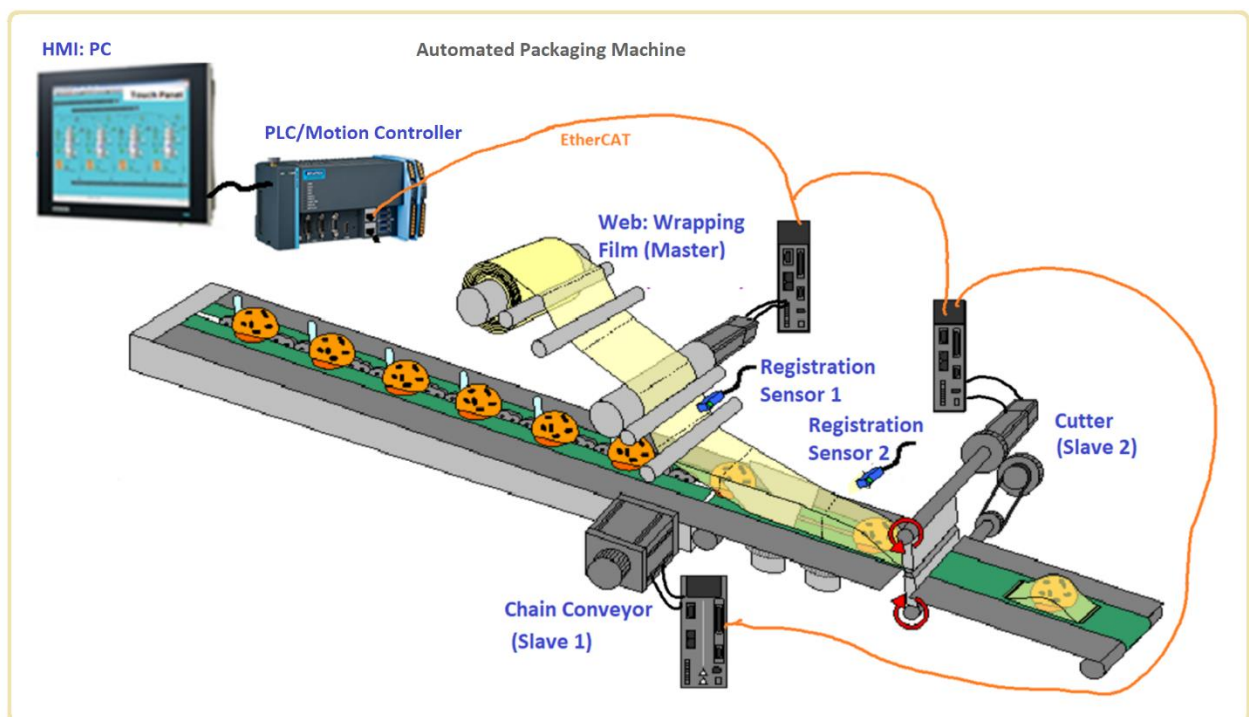 HMI: PC
Automated Packaging Machine
Touch Panel
PLC/Motion Controller
EtherCAT
Web: Wrapping
Film (Master)
Registration
Sensor 1
Registration
Sensor 2
Cutter
(Slave 2)
Chain Conveyor
(Slave 1)